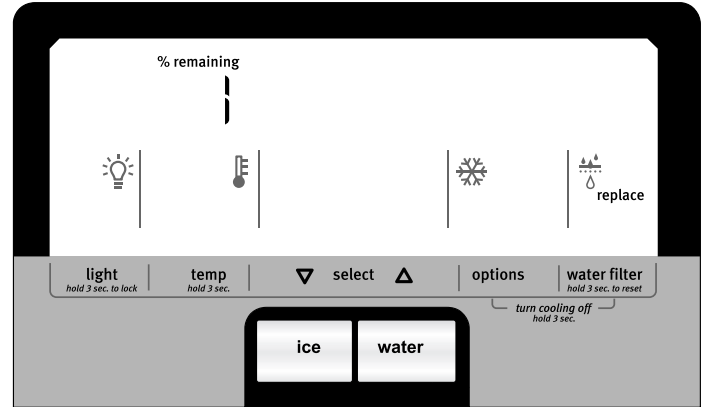 % remaining
1
replace
light
hold 3 sec. to lock
temp
hold 3 sec.
select
options
water filter
hold 3 sec. to reset
turn cooling off
hold 3 sec.
ice
water